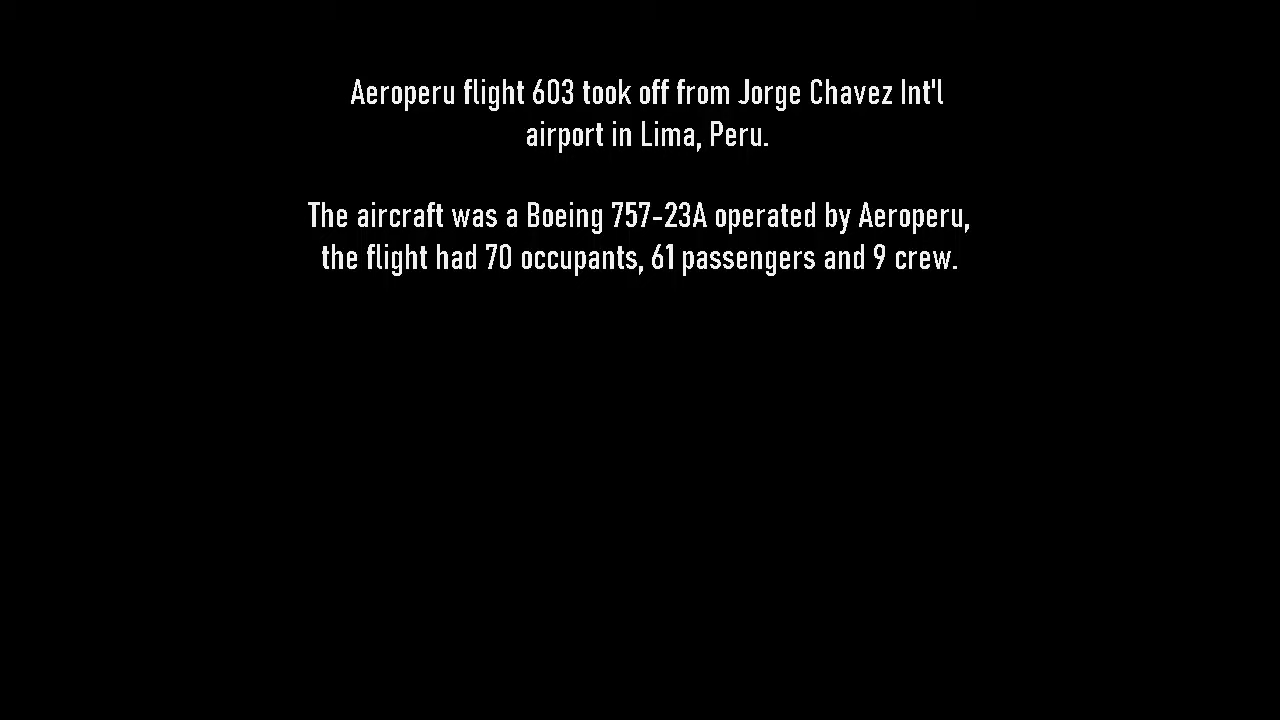 Aeroperu flight 603 took off from Jorge Chavez Int'l
airport in Lima, Peru.
The aircraft was a Boeing 757-23A operated by Aeroperu,
the flight had 70 occupants, 61 passengers and 9 crew.